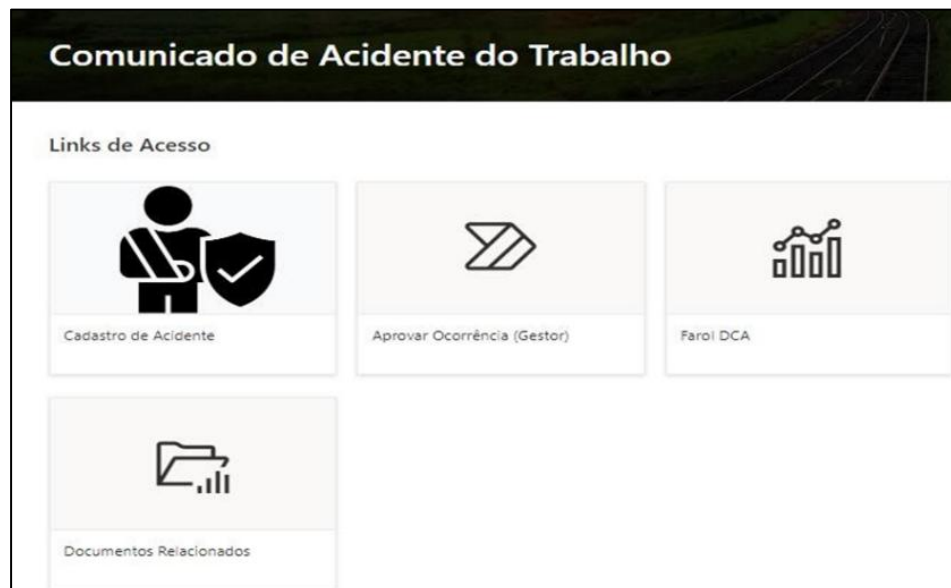 Comunicado de Acidente do Trabalho
Links de Acesso
Cadastro de Acidente
Aprovar Ocorrência (Gestor)
Farol DCA
Documentos Relacionados